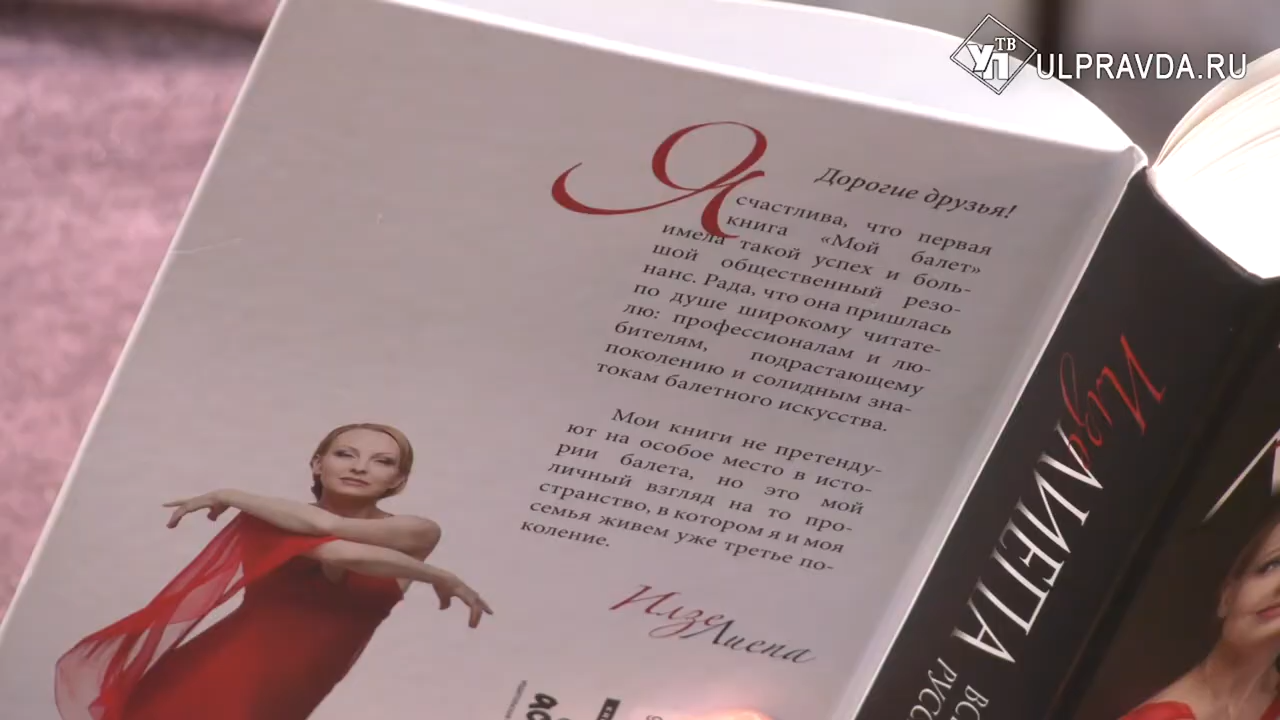 УП ТВ ULPRAVDA.RU
Дорогие друзья!
Я счастлива, что первая
книга «Мой балет»
имела такой успех и боль-
шой общественный резо-
нанс. Рада, что она пришлась
по душе широкому читате-
лю: профессионалам и лю-
бителям, подрастающему
поколению и солидным зна-
токам балетного искусства.
Мои книги не претенду-
ют на особое место в исто-
рии балета, но это мой
личный взгляд на то про-
странство, в котором я и моя
семья живем уже третье по-
коление.
Илзе Лиепа
Илзе
ЛИЕПА